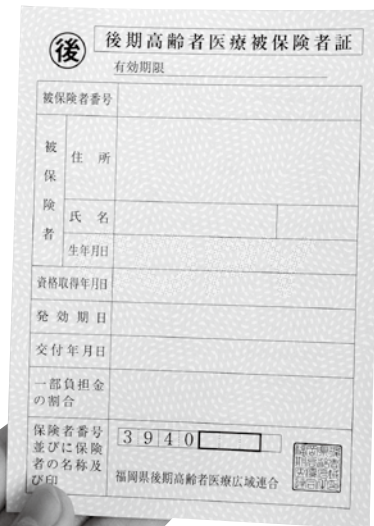 後 後期高齢者医療被保険者証
有効期限
被保険者番号
被保険者
住所
氏名
生年月日
資格取得年月日
発効期日
交付年月日
一部負担金
の割合
保険者番号
並びに保険
者の名称及
び印
3940
福岡県後期高齢者医療広域連合